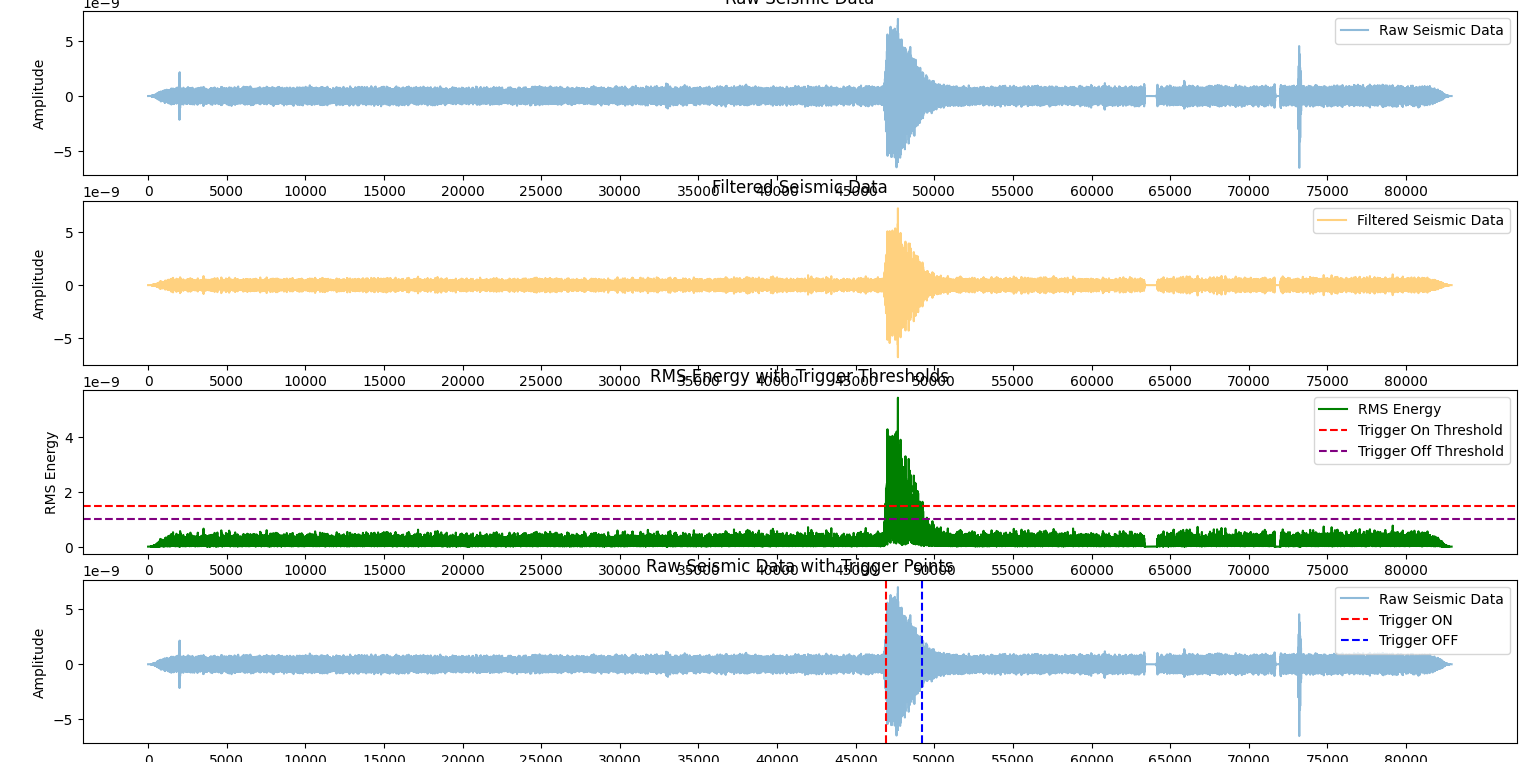 Raw Seismic Data
1e−9
5
0
−5
Amplitude
Raw Seismic Data
0 5000 10000 15000 20000 25000 30000 35000 40000 45000 50000 55000 60000 65000 70000 75000 80000
Filtered Seismic Data
1e−9
5
0
−5
Amplitude
Filtered Seismic Data
0 5000 10000 15000 20000 25000 30000 35000 40000 45000 50000 55000 60000 65000 70000 75000 80000
RMS Energy with Trigger Thresholds
1e−9
4
2
0
RMS Energy
RMS Energy
Trigger On Threshold
Trigger Off Threshold
0 5000 10000 15000 20000 25000 30000 35000 40000 45000 50000 55000 60000 65000 70000 75000 80000
Raw Seismic Data with Trigger Points
1e−9
5
0
−5
Amplitude
Raw Seismic Data
Trigger ON
Trigger OFF
0 5000 10000 15000 20000 25000 30000 35000 40000 45000 50000 55000 60000 65000 70000 75000 80000